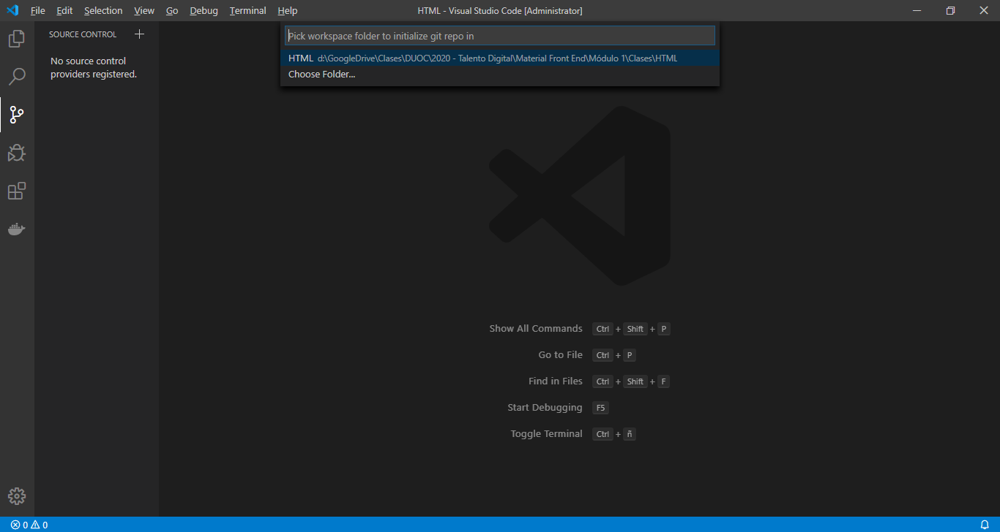 File Edit Selection View Go Debug Terminal Help HTML - Visual Studio Code [Administrator]
SOURCE CONTROL
No source control
providers registered.
Pick workspace folder to initialize git repo in
HTML d:\GoogleDrive\Clases\DUOC\2020 - Talento Digital\Material Front End\Módulo 1\Clases\HTML
Choose Folder...
Show All Commands Ctrl + Shift + P
Go to File Ctrl + P
Find in Files Ctrl + Shift + F
Start Debugging F5
Toggle Terminal Ctrl + ñ
0 0